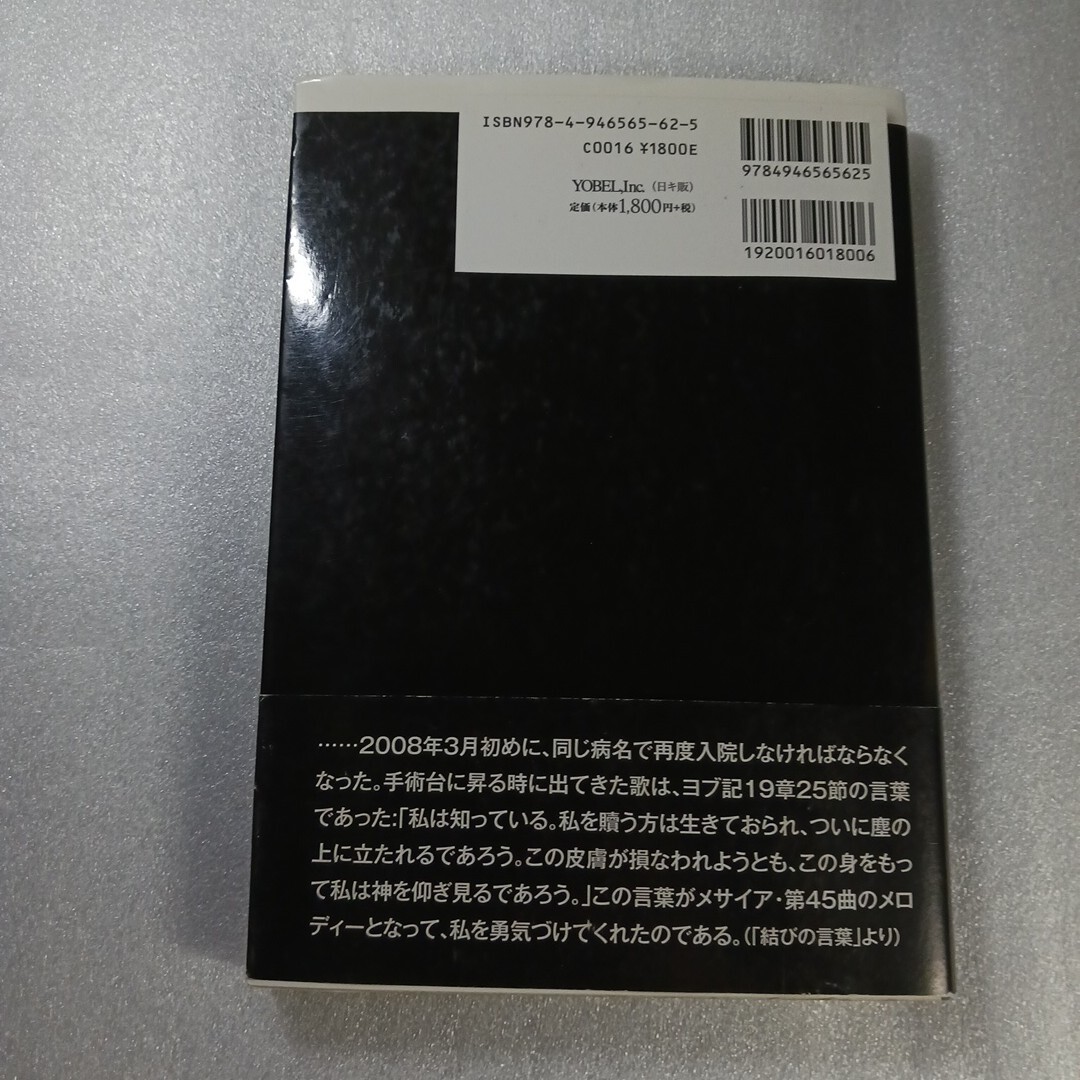 ISBN978-4-946565-62-5
C0016 ¥1800E
YOBEL,Inc.（日キ販）
定価（本体1,800円+税）
9784946565625
1920016018006
……2008年3月初めに、同じ病名で再度入院しなければならなく
なった。手術台に昇る時に出てきた歌は、ヨブ記19章25節の言葉
であった：「私は知っている。私を贖う方は生きておられ、ついに塵の
上に立たれるであろう。この皮膚が損なわれようとも、この身をもっ
て私は神を仰ぎ見るであろう。」この言葉がメサイア・第45曲のメロ
ディーとなって、私を勇気づけてくれたのである。（「結びの言葉」より）